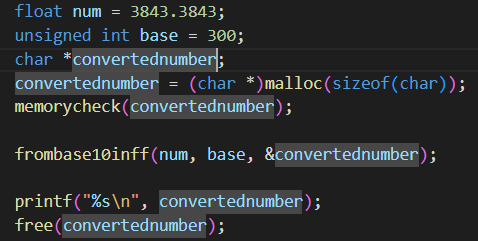 float num = 3843.3843;
unsigned int base = 300;
char *convertednumber;
convertednumber = (char *)malloc(sizeof(char));
memorycheck(convertednumber);
frombase10inff(num, base, &convertednumber);
printf("%s\n", convertednumber);
free(convertednumber);